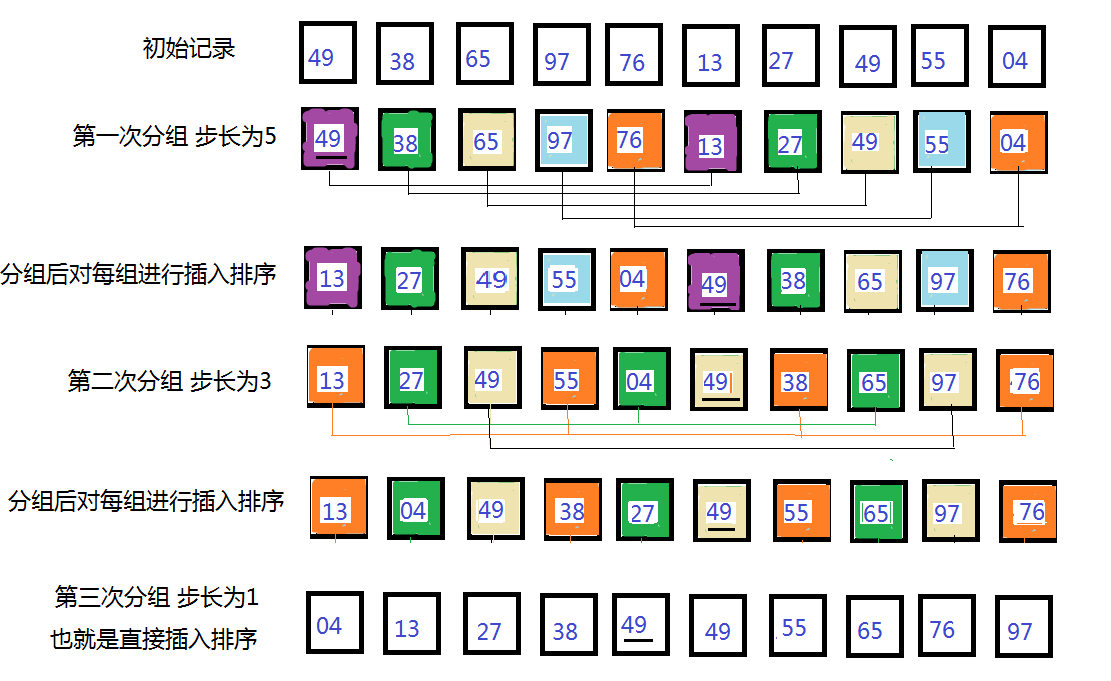 初始记录 49 38 65 97 76 13 27 49 55 04
第一次分组 步长为5 49 38 65 97 76 13 27 49 55 04
分组后对每组进行插入排序 13 27 49 55 04 49 38 65 97 76
第二次分组 步长为3 13 27 49 55 04 49 38 65 97 76
分组后对每组进行插入排序 13 04 49 38 27 49 55 65 97 76
第三次分组 步长为1
也就是直接插入排序 04 13 27 38 49 49 55 65 76 97